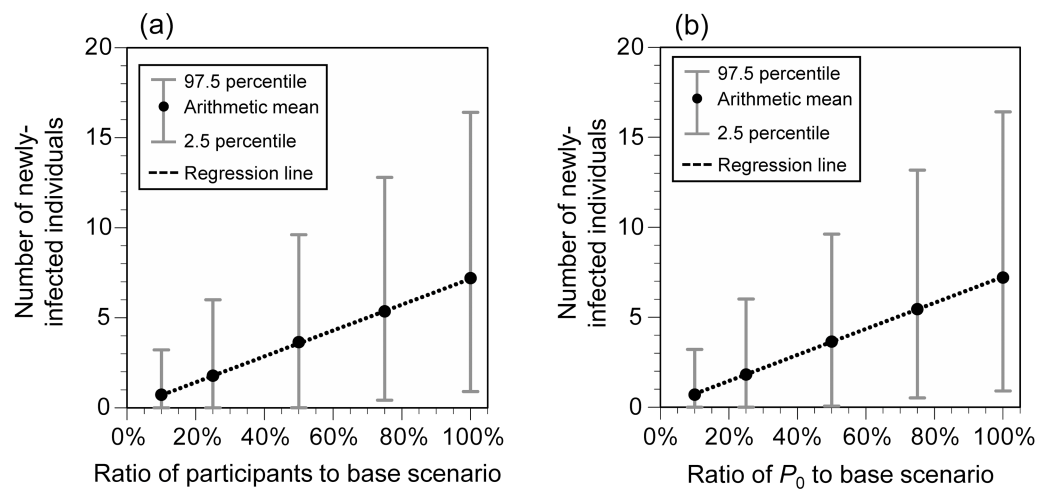 (a)
Number of newly-
infected individuals
20
15
10
5
0
97.5 percentile
Arithmetic mean
2.5 percentile
Regression line
0% 20% 40% 60% 80% 100%
Ratio of participants to base scenario
(b)
Number of newly-
infected individuals
20
15
10
5
0
97.5 percentile
Arithmetic mean
2.5 percentile
Regression line
0% 20% 40% 60% 80% 100%
Ratio of P₀ to base scenario